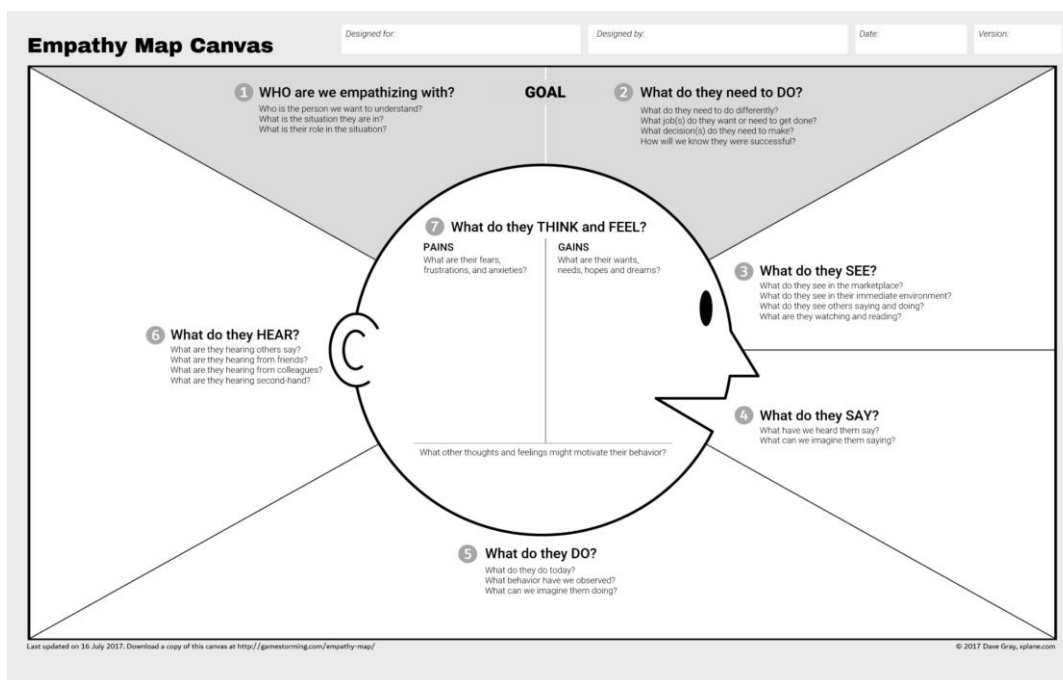 Empathy Map Canvas
Designed for:
Designed by:
Date:
Version:
1 WHO are we empathizing with?
Who is the person we want to understand?
What is the situation they are in?
What is their role in the situation?
GOAL
2 What do they need to DO?
What do they need to do differently?
What job(s) do they want or need to get done?
What decision(s) do they need to make?
How will we know they were successful?
7 What do they THINK and FEEL?
PAINS
What are their fears,
frustrations, and anxieties?
GAINS
What are their wants,
needs, hopes and dreams?
What other thoughts and feelings might motivate their behavior?
3 What do they SEE?
What do they see in the marketplace?
What do they see in their immediate environment?
What do they see others saying and doing?
What are they watching and reading?
4 What do they SAY?
What have we heard them say?
What can we imagine them saying?
5 What do they DO?
What do they do today?
What behavior have we observed?
What can we imagine them doing?
6 What do they HEAR?
What are they hearing others say?
What are they hearing from friends?
What are they hearing from colleagues?
What are they hearing second-hand?
Last updated on 16 July 2017. Download a copy of this canvas at http://gamestorming.com/empathy-map/
© 2017 Dave Gray, xplane.com